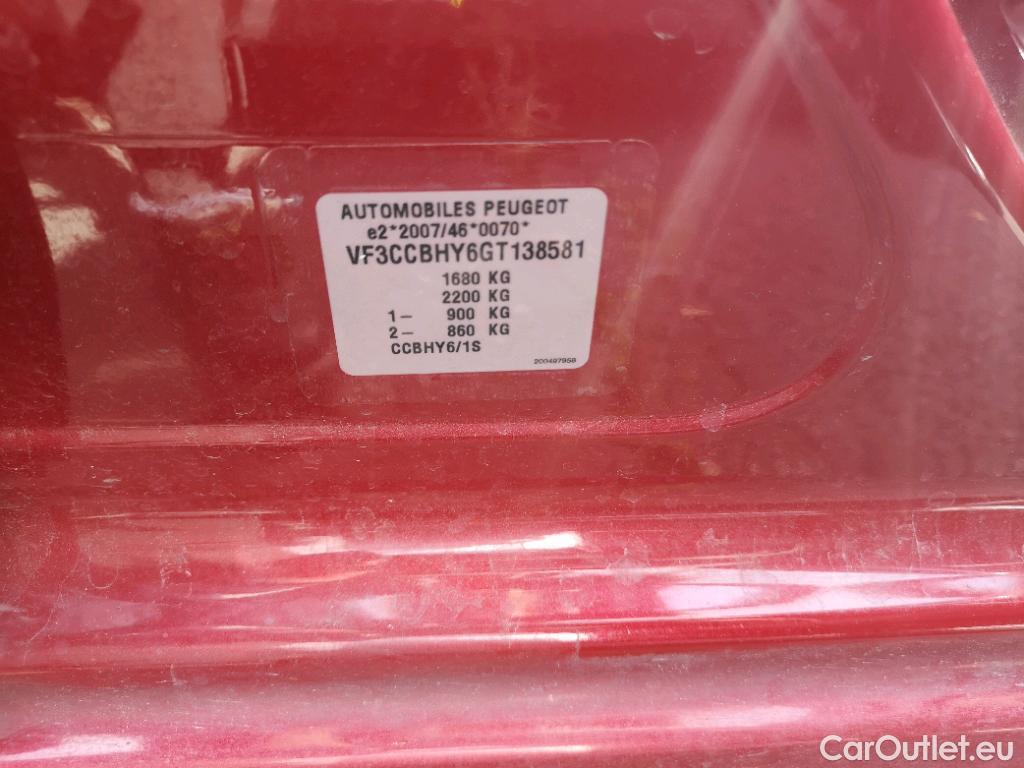 AUTOMOBILES PEUGEOT
e2*2007/46*0070*
VF3CCBHY6GT138581
1680 KG
2200 KG
1– 900 KG
2– 860 KG
CCBHY6/1S
200497958
CarOutlet.eu